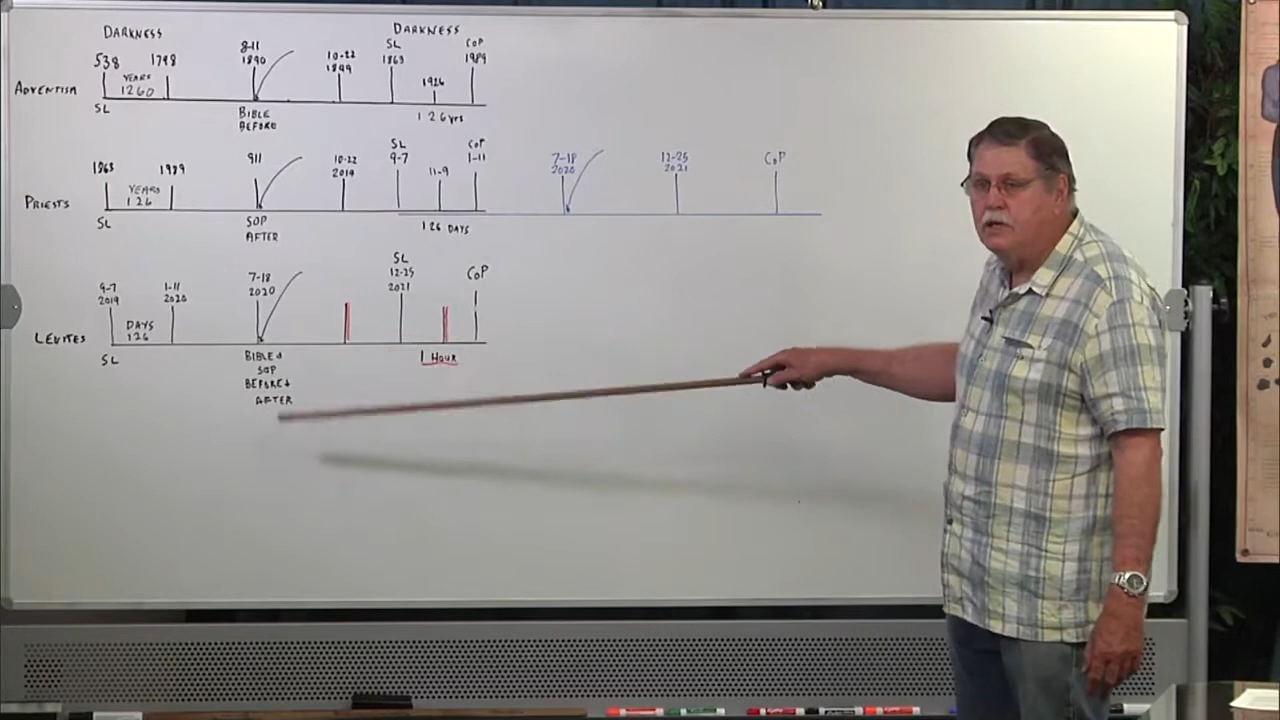 DARKNESS DARKNESS
538 1798 8-11 1840 10-22 1844 SL 1863 1926 CoP 1989
ADVENTISM YEARS 1260
SL BIBLE BEFORE 126 yrs
1863 1989 911 10-22 2019 SL 9-7 11-9 CoP 1-11 7-18 2020 12-25 2021 CoP
PRIESTS YEARS 126
SL SOP AFTER 126 DAYS
9-7 2019 1-11 2020 7-18 2020 SL 12-25 2021 CoP
LEVITES DAYS 126
SL BIBLE & SOP BEFORE & AFTER 1 HOUR